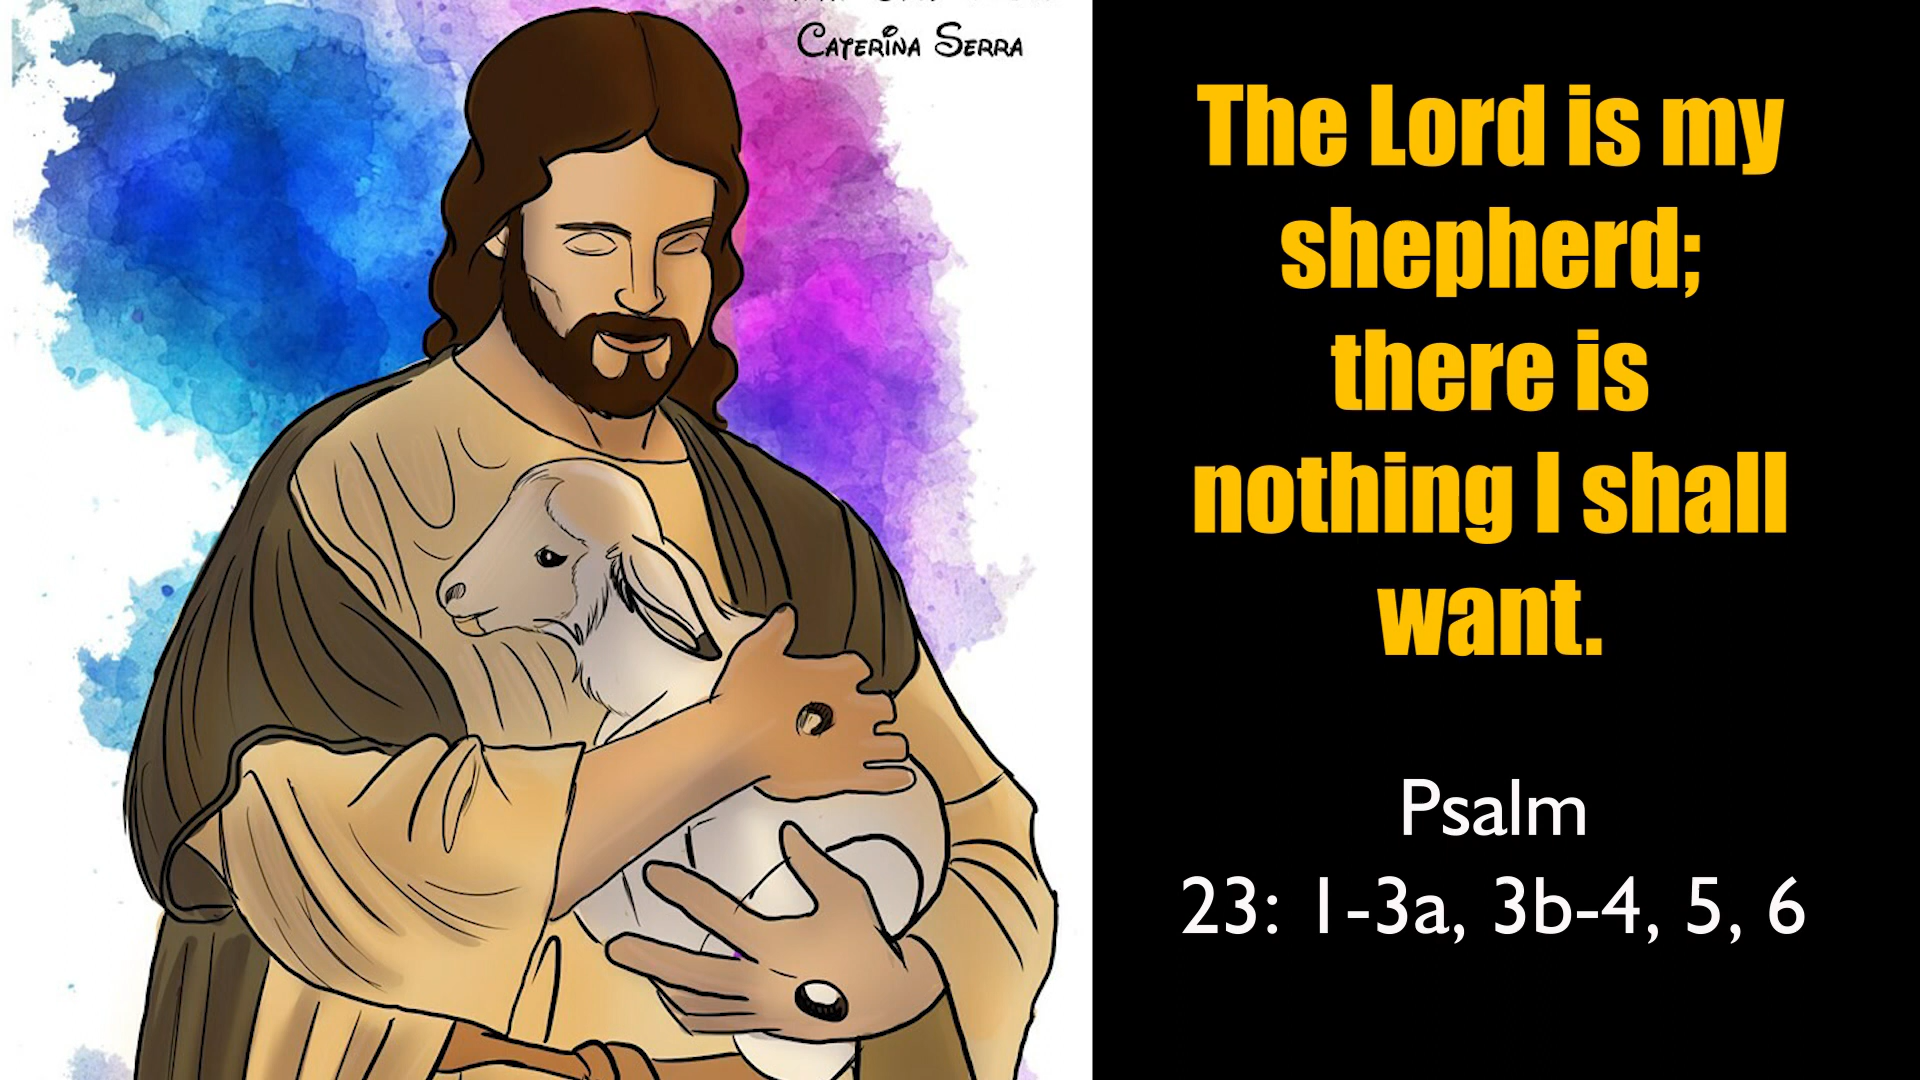 Caterina Serra
The Lord is my
shepherd;
there is
nothing I shall
want.
Psalm
23: 1-3a, 3b-4, 5, 6